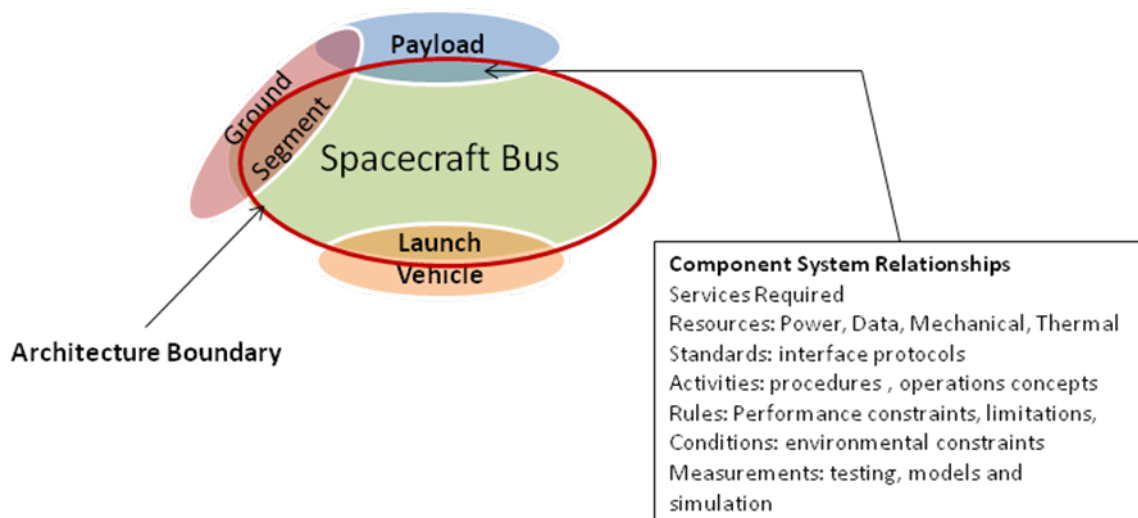 Payload
Ground
Segment
Spacecraft Bus
Launch
Vehicle
Architecture Boundary
Component System Relationships
Services Required
Resources: Power, Data, Mechanical, Thermal
Standards: interface protocols
Activities: procedures , operations concepts
Rules: Performance constraints, limitations,
Conditions: environmental constraints
Measurements: testing, models and
simulation